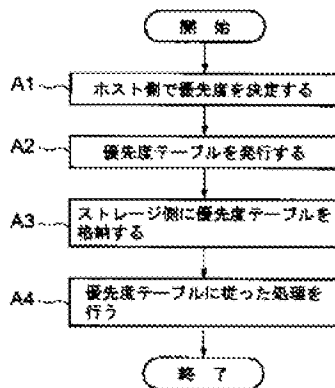 開始
A1
ホスト側で優先度を決定する
A2
優先度テーブルを発行する
A3
ストレージ側に優先度テーブルを
格納する
A4
優先度テーブルに従った処理を
行う
終了